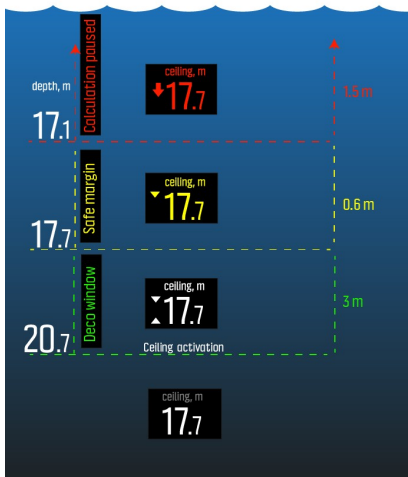 Calculation paused
ceiling, m
17.7
depth, m
17.1
1.5 m
Safe margin
ceiling, m
17.7
17.7
0.6 m
Deco window
ceiling, m
17.7
20.7
3 m
Ceiling activation
ceiling, m
17.7